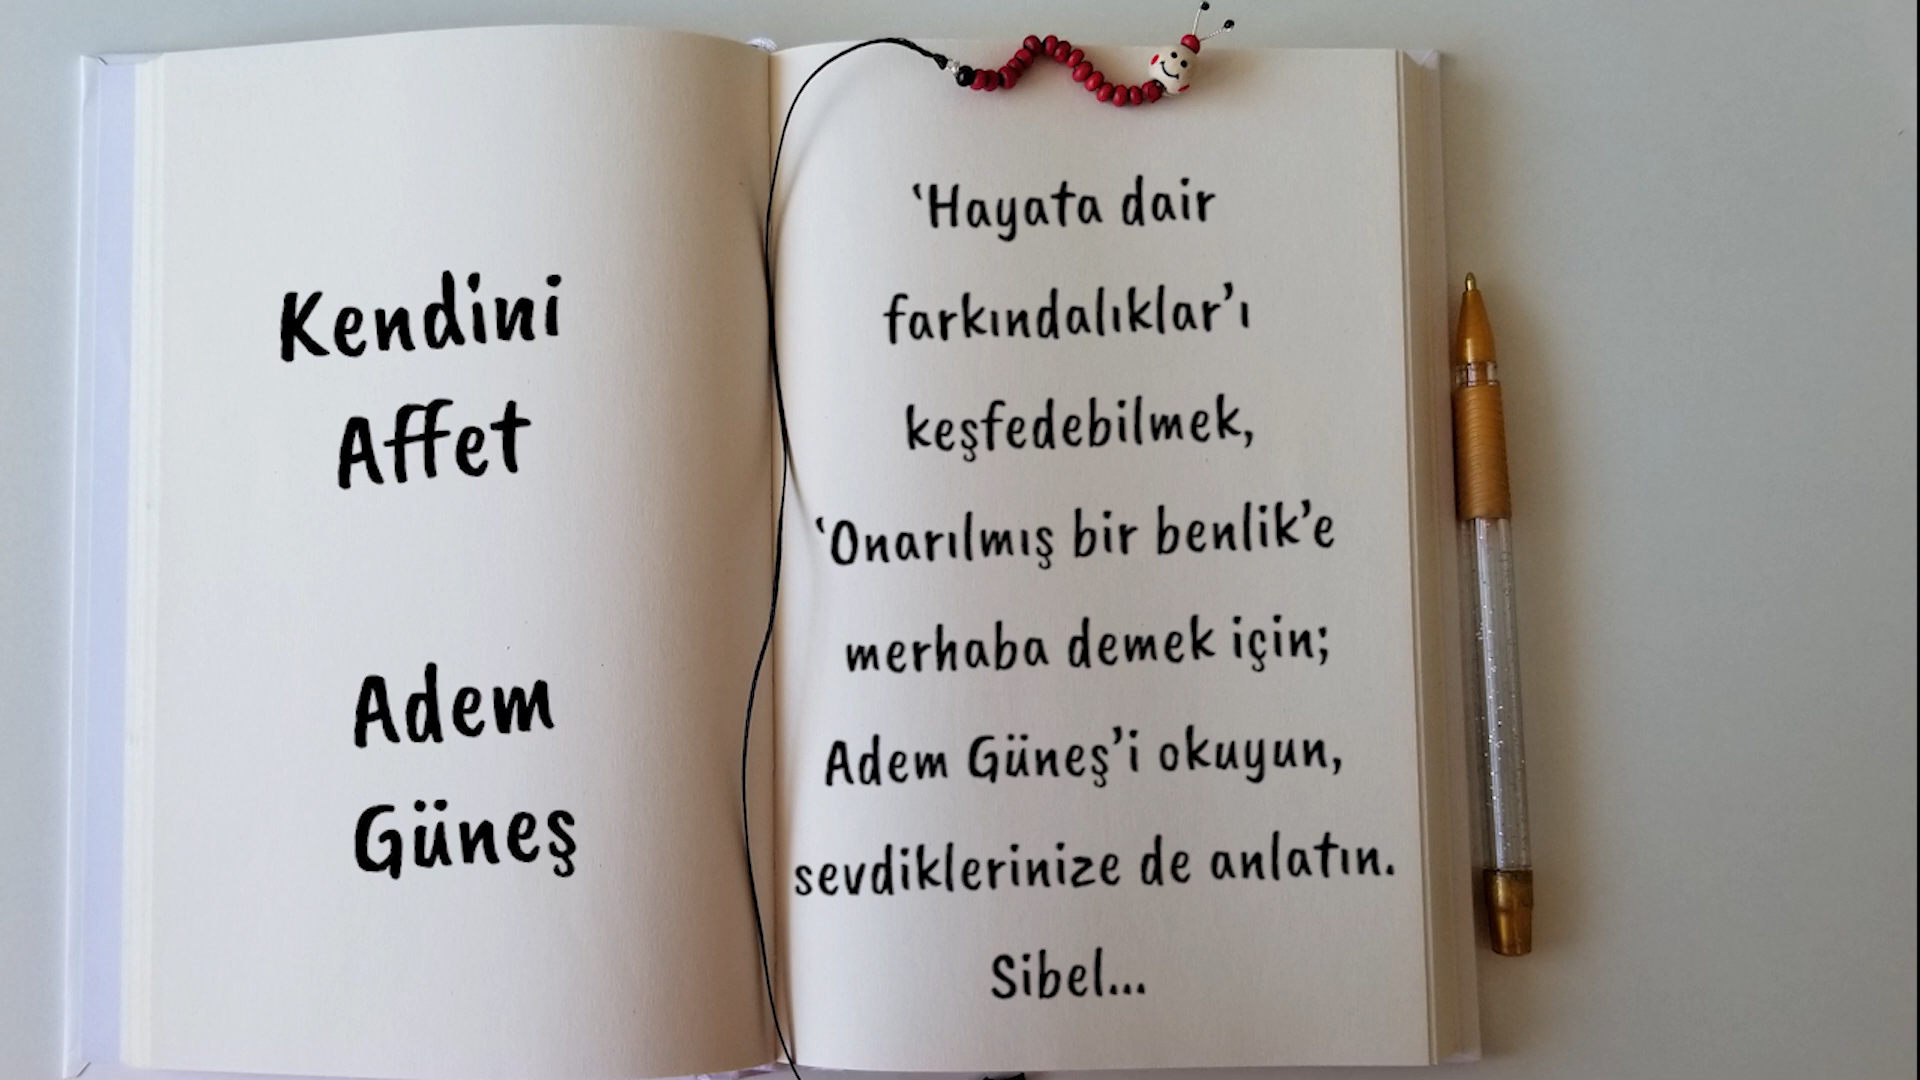 Kendini
Affet
Adem
Güneş
‘Hayata dair
farkındalıklar’ı
keşfedebilmek,
‘Onarılmış bir benlik’e
merhaba demek için;
Adem Güneş’i okuyun,
sevdiklerinize de anlatın.
Sibel...